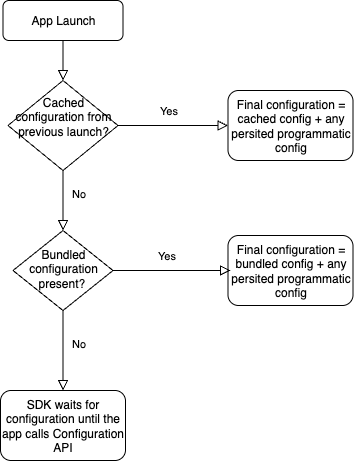 App Launch
Cached
configuration from
previous launch?
Yes
Final configuration =
cached config + any
persited programmatic
config
No
Bundled
configuration
present?
Yes
Final configuration =
bundled config + any
persited programmatic
config
No
SDK waits for
configuration until the
app calls Configuration
API